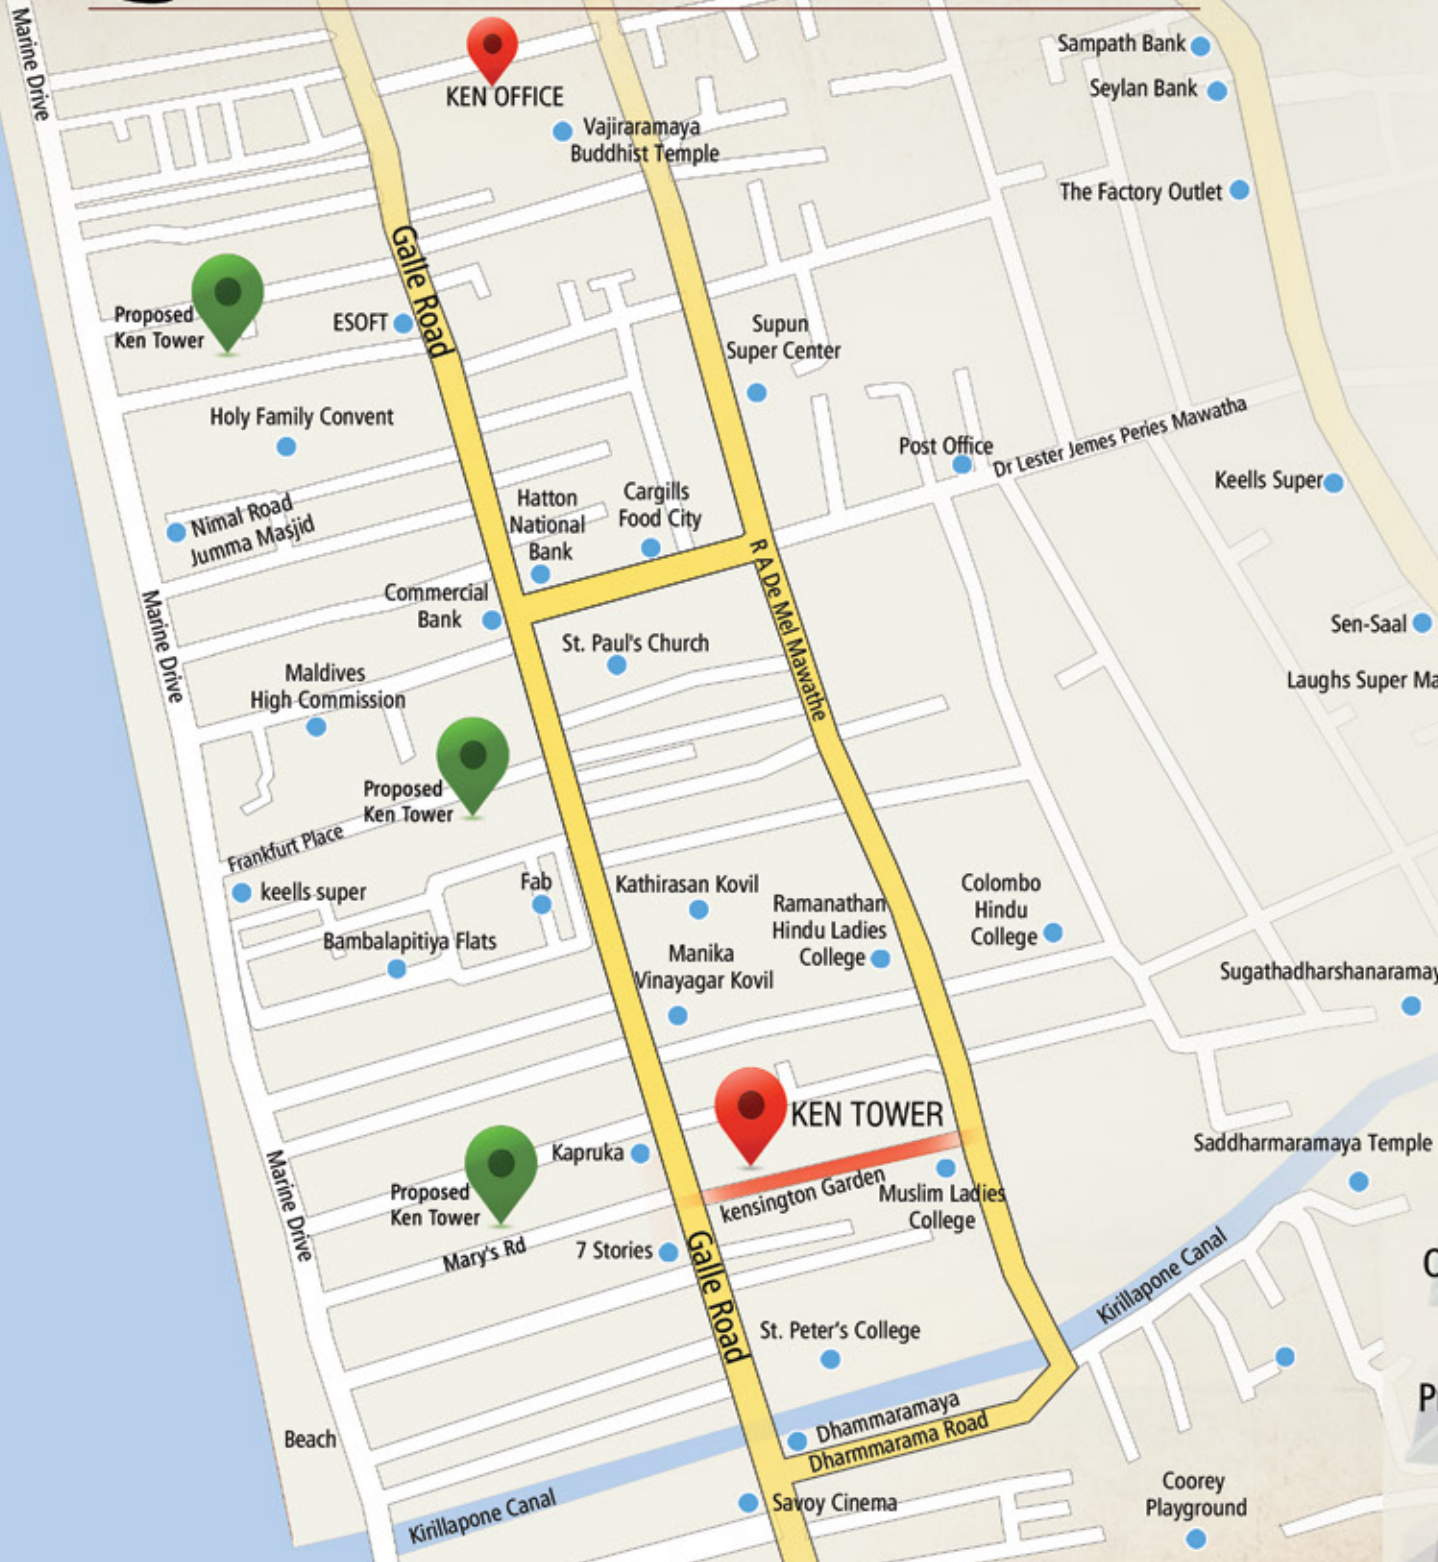 Marine Drive
KEN OFFICE
Vajiraramaya
Buddhist Temple
Sampath Bank
Seylan Bank
The Factory Outlet
Galle Road
Proposed
Ken Tower
ESOFT
Supun
Super Center
Holy Family Convent
Post Office
Dr Lester Jemes Peries Mawatha
Keells Super
Nimal Road
Jumma Masjid
Hatton
National
Bank
Cargills
Food City
R A De Mel Mawathe
Commercial
Bank
Marine Drive
St. Paul's Church
Sen-Saal
Laughs Super Ma
Maldives
High Commission
Proposed
Ken Tower
Frankfurt Place
keells super
Fab
Kathirasan Kovil
Ramanathan
Hindu Ladies
College
Colombo
Hindu
College
Bambalapitiya Flats
Manika
Vinayagar Kovil
Sugathadharshanaramay
KEN TOWER
Kapruka
Saddharmaramaya Temple
Marine Drive
Proposed
Ken Tower
kensington Garden
Muslim Ladies
College
Mary's Rd
7 Stories
Galle Road
Kirillapone Canal
St. Peter's College
Beach
Dhammaramaya
Dharmmarama Road
Kirillapone Canal
Savoy Cinema
Coorey
Playground